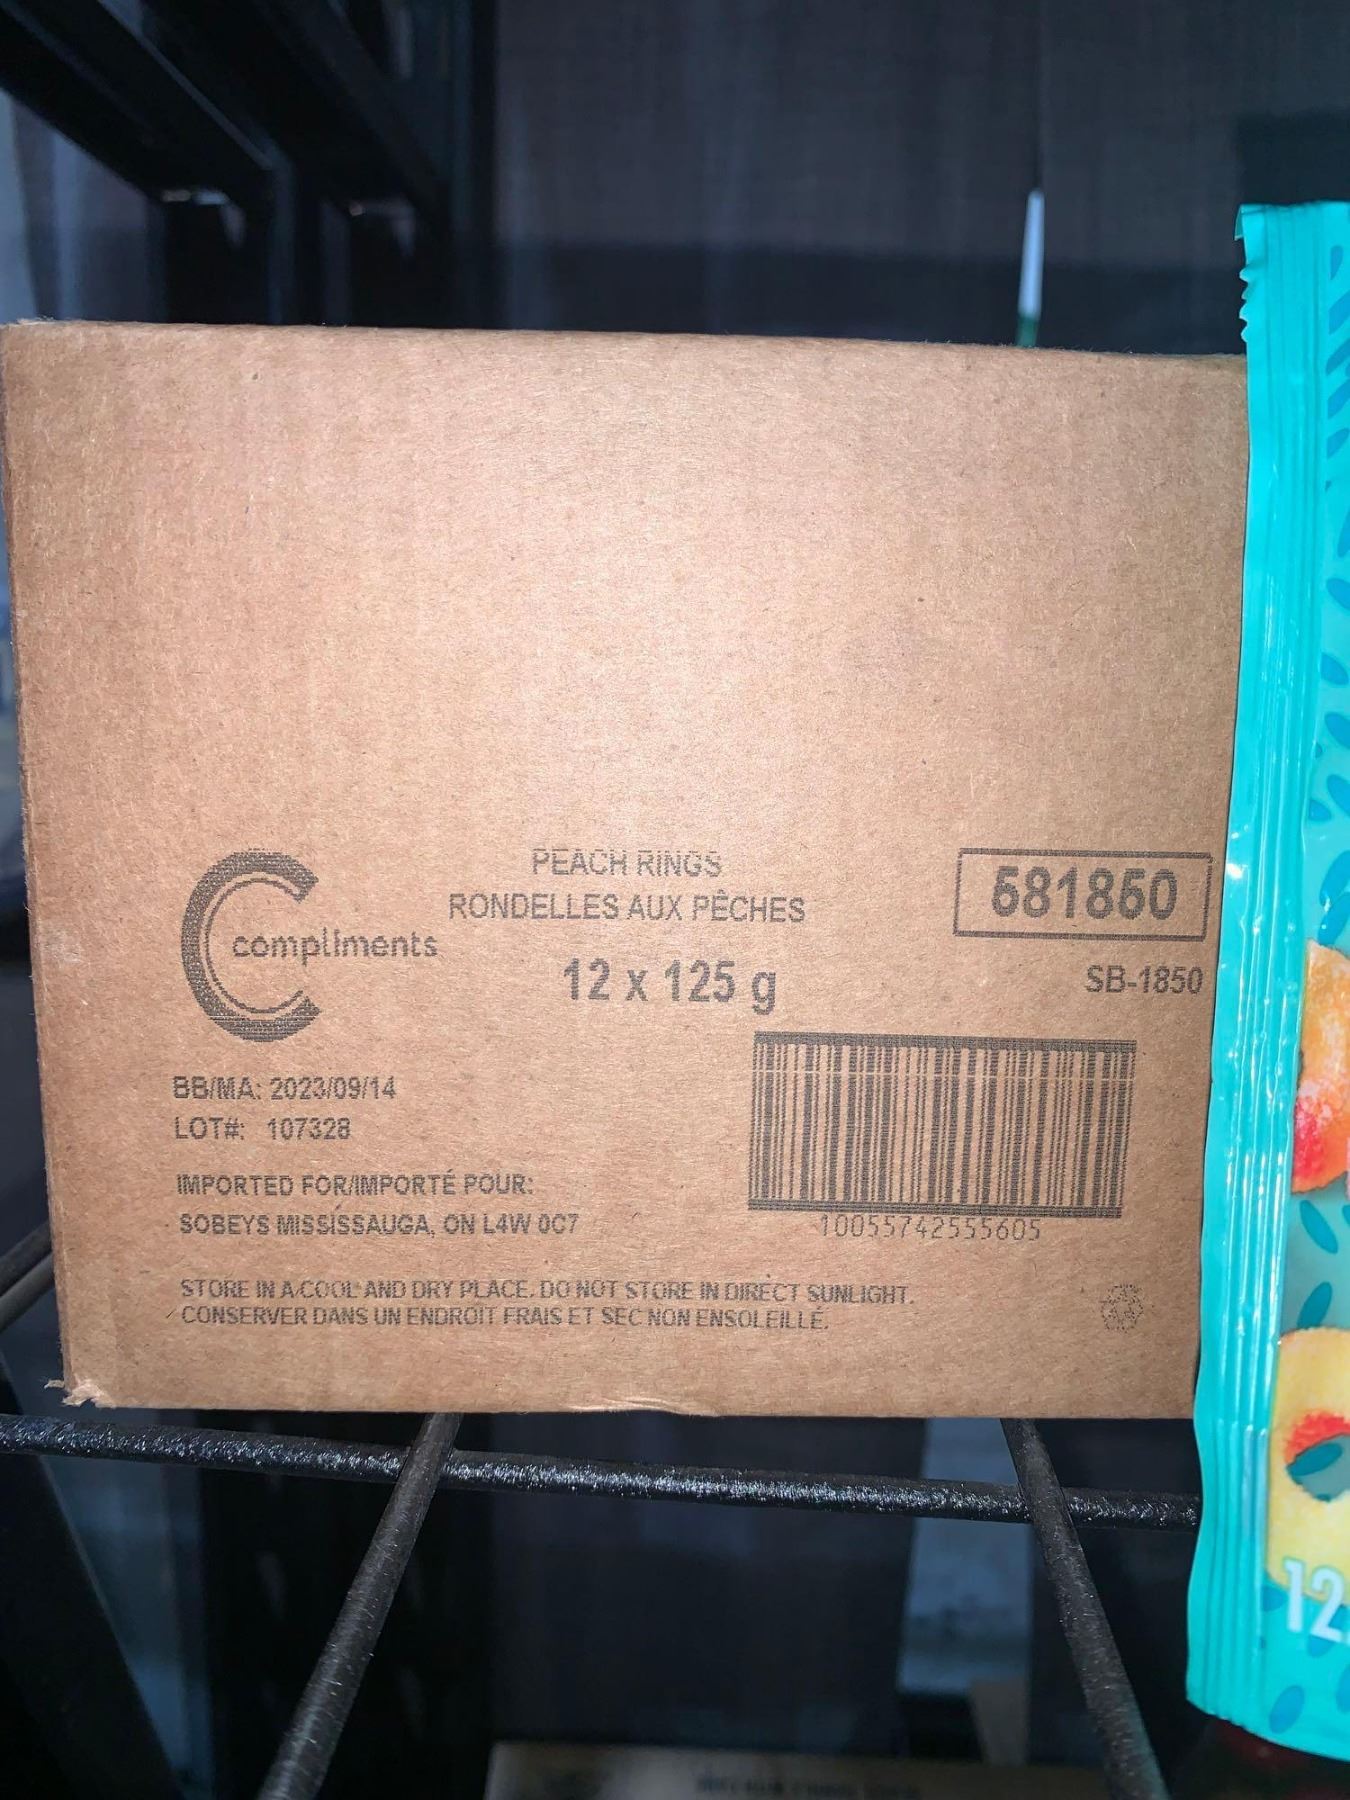 PEACH RINGS
RONDELLES AUX PÊCHES
12 x 125 g
681860
SB-1850
compliments
BB/MA: 2023/09/14
LOT#: 107328
IMPORTED FOR/IMPORTÉ POUR:
SOBEYS MISSISSAUGA, ON L4W 0C7
10055742555605
STORE IN A COOL AND DRY PLACE. DO NOT STORE IN DIRECT SUNLIGHT.
CONSERVER DANS UN ENDROIT FRAIS ET SEC NON ENSOLEILLÉ.
12